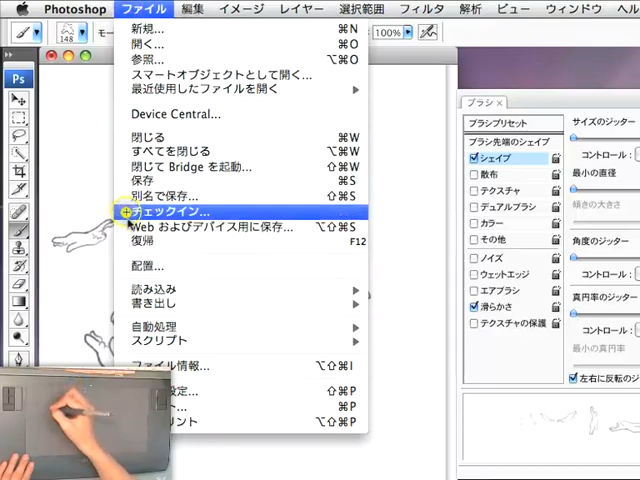 Photoshop ファイル 編集 イメージ レイヤー 選択範囲 フィルタ 解析 ビュー ウィンドウ ヘルプ
148
100%
Ps
新規... ⌘N
開く... ⌘O
参照... ⌥⌘O
スマートオブジェクトとして開く...
最近使用したファイルを開く
Device Central...
閉じる ⌘W
すべてを閉じる ⌥⌘W
閉じて Bridge を起動... ⇧⌘W
保存 ⌘S
別名で保存... ⇧⌘S
チェックイン...
Web およびデバイス用に保存... ⌥⇧⌘S
復帰 F12
配置...
読み込み
書き出し
自動処理
スクリプト
ファイル情報... ⌥⇧⌘I
設定... ⇧⌘P
ト... ⌘P
リント ⌥⇧⌘P
ブラシ ×
ブラシプリセット
ブラシ先端のシェイプ
シェイプ
散布
テクスチャ
デュアルブラシ
カラー
その他
ノイズ
ウェットエッジ
エアブラシ
滑らかさ
テクスチャの保護
サイズのジッター
コントロール :
最小の直径
傾きの大きさ
角度のジッター
コントロール :
真円率のジッター
コントロール :
最小の真円率
左右に反転のジ